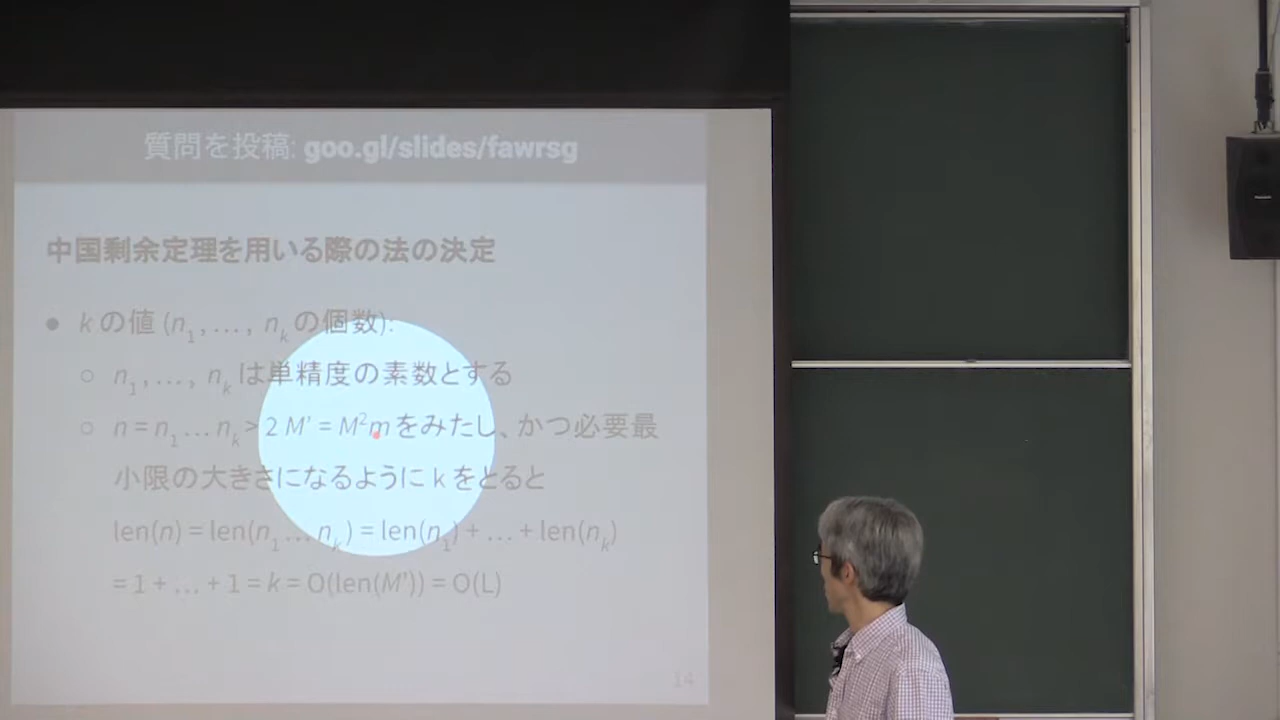 質問を投稿: goo.gl/slides/fawrsg
中国剰余定理を用いる際の法の決定
● k の値 (n₁, …, nₖ の個数):
○ n₁, …, nₖ は単精度の素数とする
○ n = n₁ … nₖ > 2 M' = M²m をみたし、かつ必要最
小限の大きさになるように k をとると
len(n) = len(n₁ … nₖ) = len(n₁) + … + len(nₖ)
= 1 + … + 1 = k = O(len(M')) = O(L)
14
Panasonic